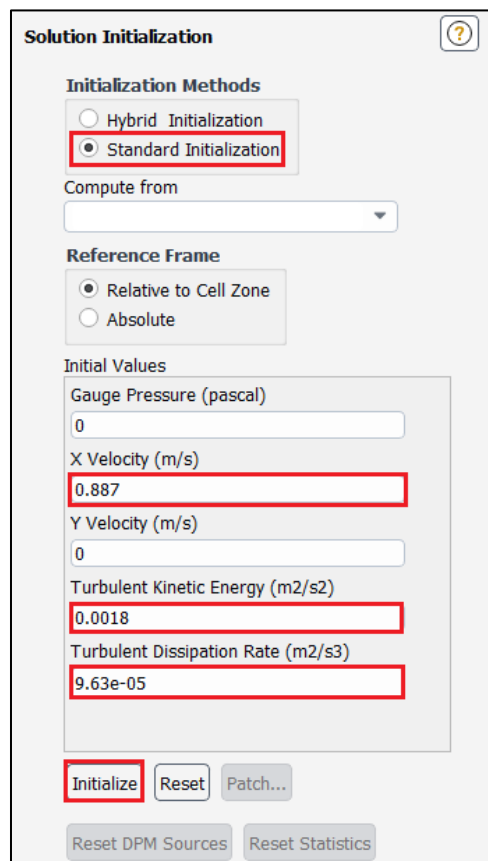 Solution Initialization
?
Initialization Methods
Hybrid Initialization
Standard Initialization
Compute from
Reference Frame
Relative to Cell Zone
Absolute
Initial Values
Gauge Pressure (pascal)
0
X Velocity (m/s)
0.887
Y Velocity (m/s)
0
Turbulent Kinetic Energy (m2/s2)
0.0018
Turbulent Dissipation Rate (m2/s3)
9.63e-05
Initialize Reset Patch...
Reset DPM Sources Reset Statistics